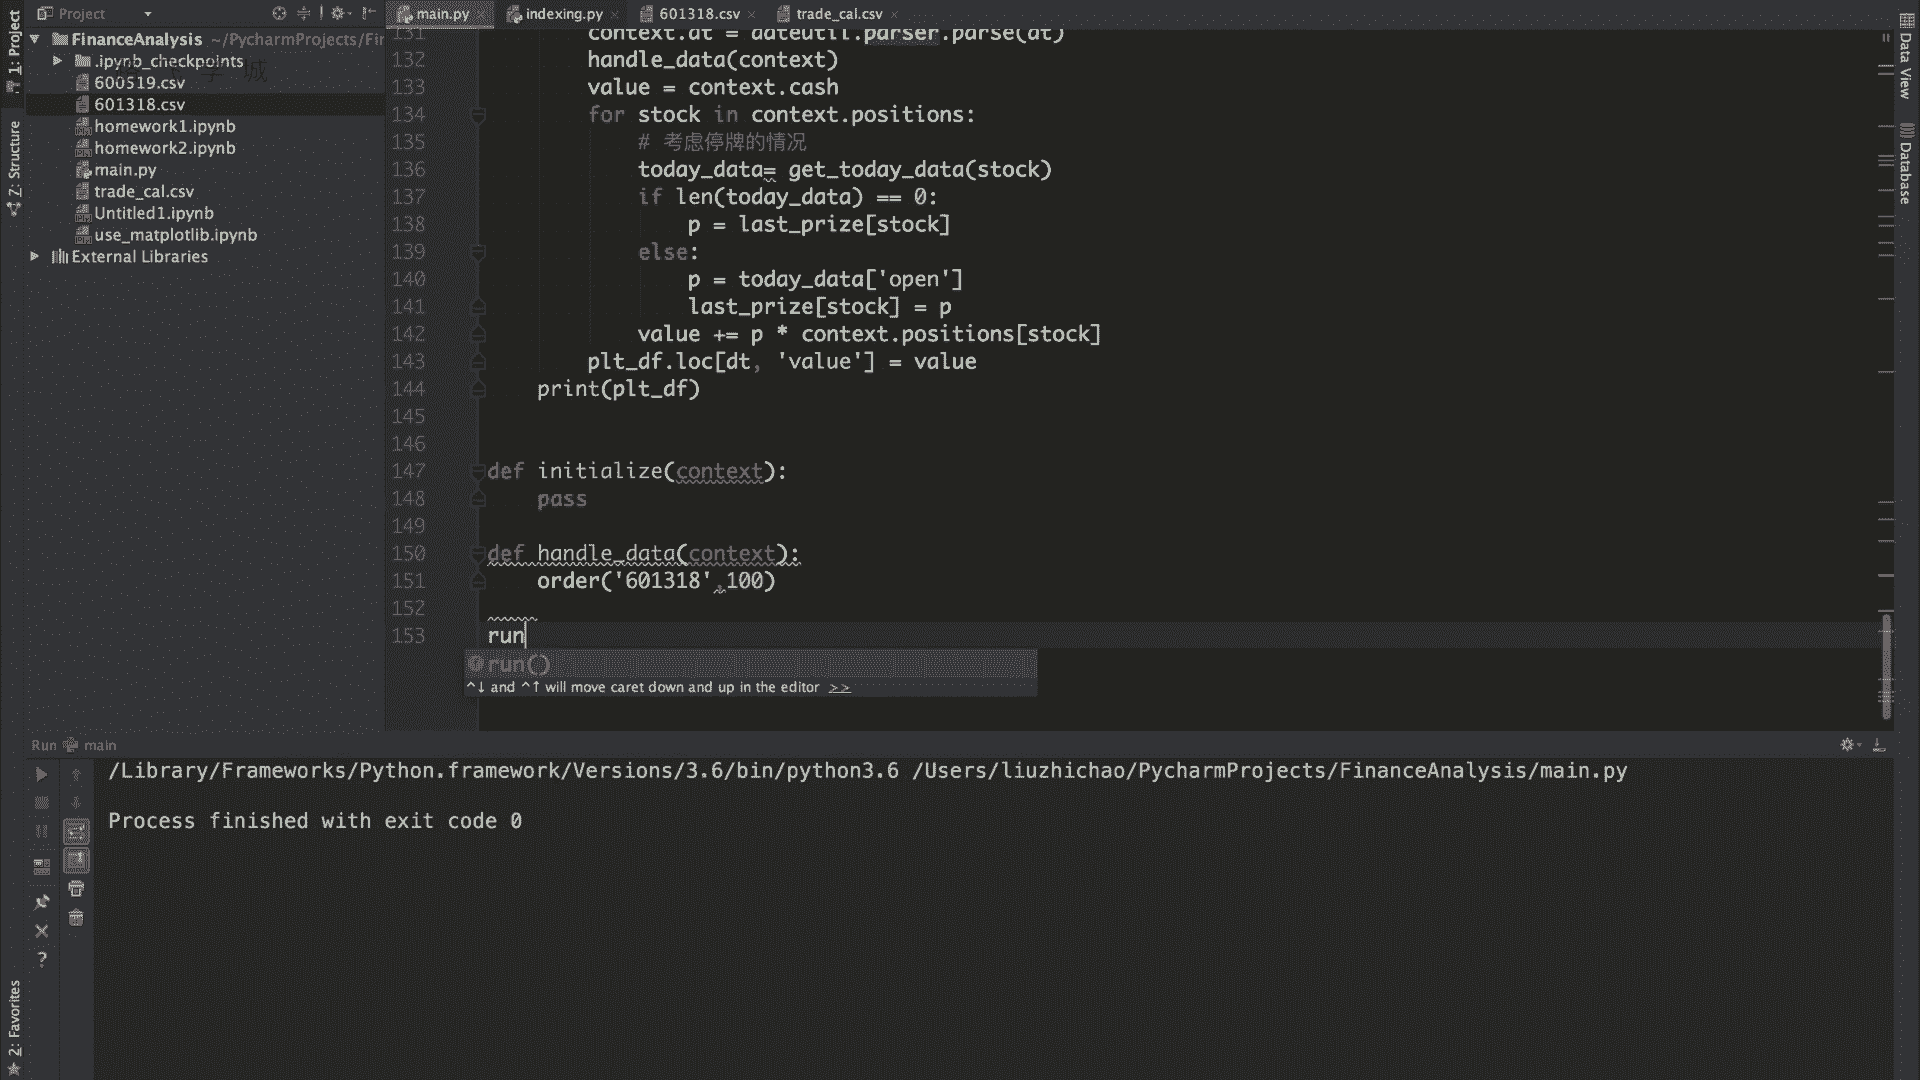 Project
main.py
indexing.py
601318.csv
trade_cal.csv
1: Project
FinanceAnalysis ~/PycharmProjects/Fir
.ipynb_checkpoints
600519.csv
601318.csv
homework1.ipynb
homework2.ipynb
main.py
trade_cal.csv
Untitled1.ipynb
use_matplotlib.ipynb
External Libraries
7: Structure
2: Favorites
Data View
Database
131 context.dt = dateutil.parser.parse(dt)
132 handle_data(context)
133 value = context.cash
134 for stock in context.positions:
135 # 考虑停牌的情况
136 today_data= get_today_data(stock)
137 if len(today_data) == 0:
138 p = last_prize[stock]
139 else:
140 p = today_data['open']
141 last_prize[stock] = p
142 value += p * context.positions[stock]
143 plt_df.loc[dt, 'value'] = value
144 print(plt_df)
145
146
147 def initialize(context):
148 pass
149
150 def handle_data(context):
151 order('601318',100)
152
153 run
run()
^↓ and ^↑ will move caret down and up in the editor >>
Run main
/Library/Frameworks/Python.framework/Versions/3.6/bin/python3.6 /Users/liuzhichao/PycharmProjects/FinanceAnalysis/main.py
Process finished with exit code 0